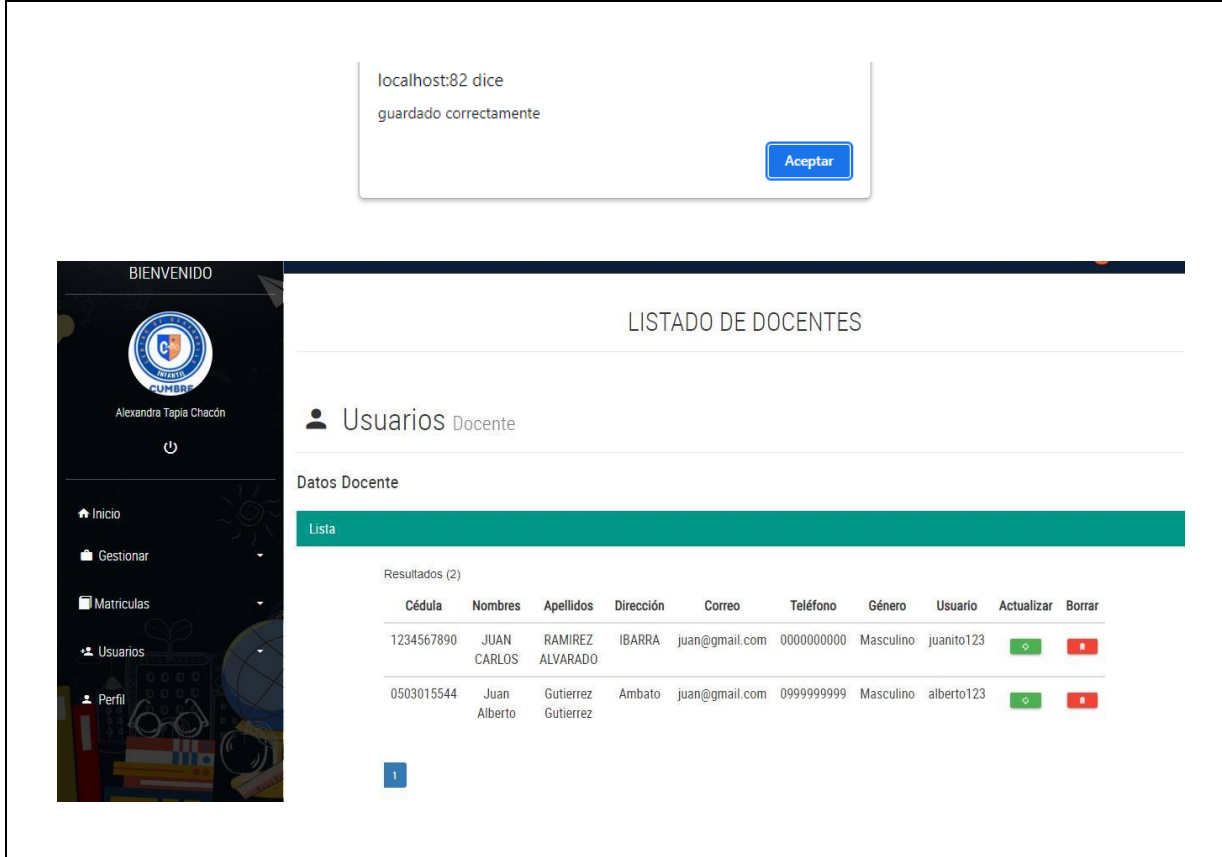 localhost:82 dice
guardado correctamente
Aceptar
BIENVENIDO
CUMBRE
INFANTIL
Alexandra Tapia Chacón
Inicio
Gestionar
Matriculas
Usuarios
Perfil
LISTADO DE DOCENTES
Usuarios Docente
Datos Docente
Lista
Resultados (2)
Cédula Nombres Apellidos Dirección Correo Teléfono Género Usuario Actualizar Borrar
1234567890 JUAN RAMIREZ IBARRA juan@gmail.com 0000000000 Masculino juanito123
CARLOS ALVARADO
0503015544 Juan Gutierrez Ambato juan@gmail.com 0999999999 Masculino alberto123
Alberto Gutierrez
1